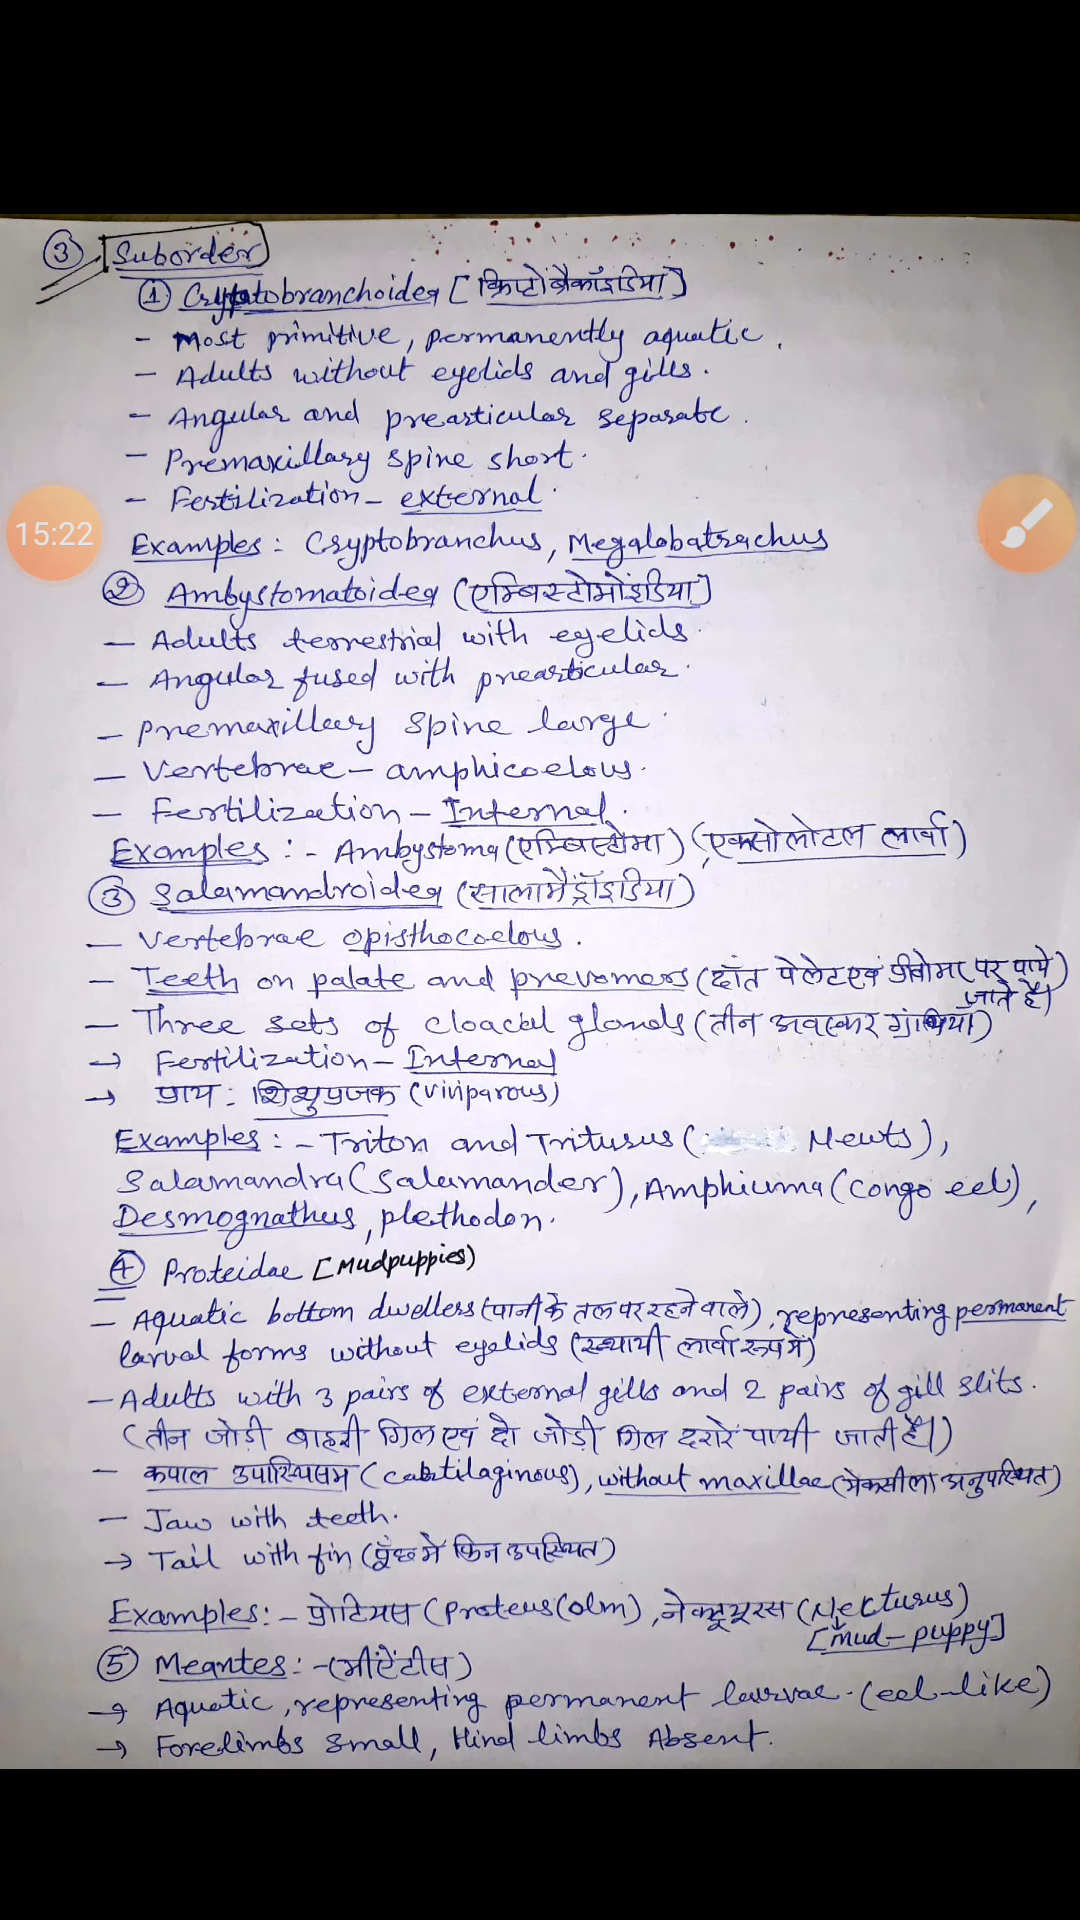 ③ Suborder
① Cryptobranchoidea [क्रिप्टोब्रैंकॉइडिया]
- Most primitive, permanently aquatic.
- Adults without eyelids and gills.
- Angular and prearticular separate.
- Premaxillary spine short.
- Fertilization - external.
15:22
Examples: Cryptobranchus, Megalobatrachus
② Ambystomatoidea (एम्बिस्टोमोइडिया]
- Adults terrestrial with eyelids.
- Angular fused with prearticular.
- Premaxillary spine large.
- Vertebrae - amphicoelous.
- Fertilization - Internal.
Examples :- Ambystoma (एम्बिस्टोमा) (एक्सोलोटल लार्वा)
③ Salamandroidea (सालामैंड्रॉइडिया)
- Vertebrae opisthocoelous.
- Teeth on palate and prevomers (दाँत पेलेट एवं प्रीवोमर पर पाये जाते हैं।)
- Three sets of cloacal glands (तीन अवस्कर ग्रंथियां)
→ Fertilization - Internal
→ प्राय: शिशुप्रजक (viviparous)
Examples :- Triton and Triturus ( Newts),
Salamandra (Salamander), Amphiuma (Congo eel),
Desmognathus, plethodon.
④ Proteidae [Mudpuppies)
- Aquatic bottom dwellers (पानी के तल पर रहने वाले), representing permanent
larval forms without eyelids (स्थायी लार्वा रूप में)
- Adults with 3 pairs of external gills and 2 pairs of gill slits.
(तीन जोड़ी बाहरी गिल एवं दो जोड़ी गिल दरारें पायी जाती हैं।)
- कपाल उपास्थिसम (cartilaginous), without maxillae (मेक्सीला अनुपस्थित)
- Jaw with teeth.
→ Tail with fin (पूँछ में फिन उपस्थित)
Examples:- प्रोटियस (Proteus (olm), नेक्टूयूरस (Necturus)
[mud-puppy]
⑤ Meantes:-(मीऐंटीस)
→ Aquatic, representing permanent larvae. (eel-like)
→ Forelimbs small, Hind limbs Absent.